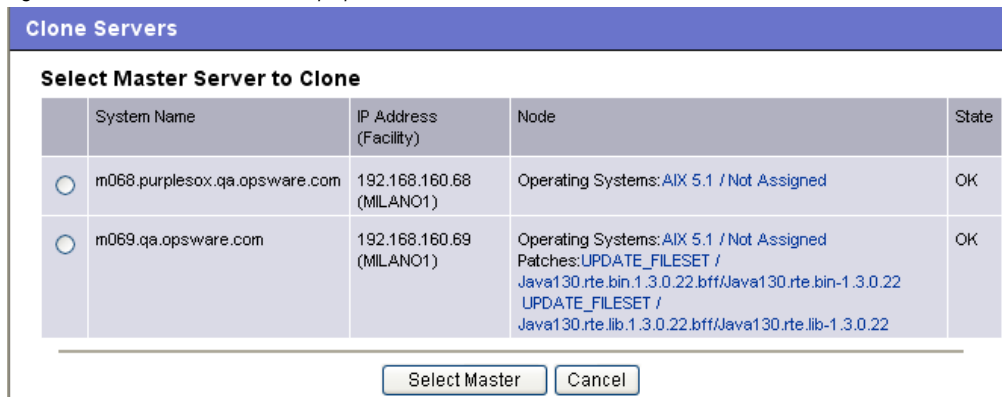 Clone Servers
Select Master Server to Clone
System Name
IP Address
(Facility)
Node
State
m068.purplesox.qa.opsware.com
192.168.160.68
(MILANO1)
Operating Systems:AIX 5.1 / Not Assigned
OK
m069.qa.opsware.com
192.168.160.69
(MILANO1)
Operating Systems:AIX 5.1 / Not Assigned
Patches:UPDATE_FILESET /
Java130.rte.bin.1.3.0.22.bff/Java130.rte.bin-1.3.0.22
UPDATE_FILESET /
Java130.rte.lib.1.3.0.22.bff/Java130.rte.lib-1.3.0.22
OK
Select Master
Cancel